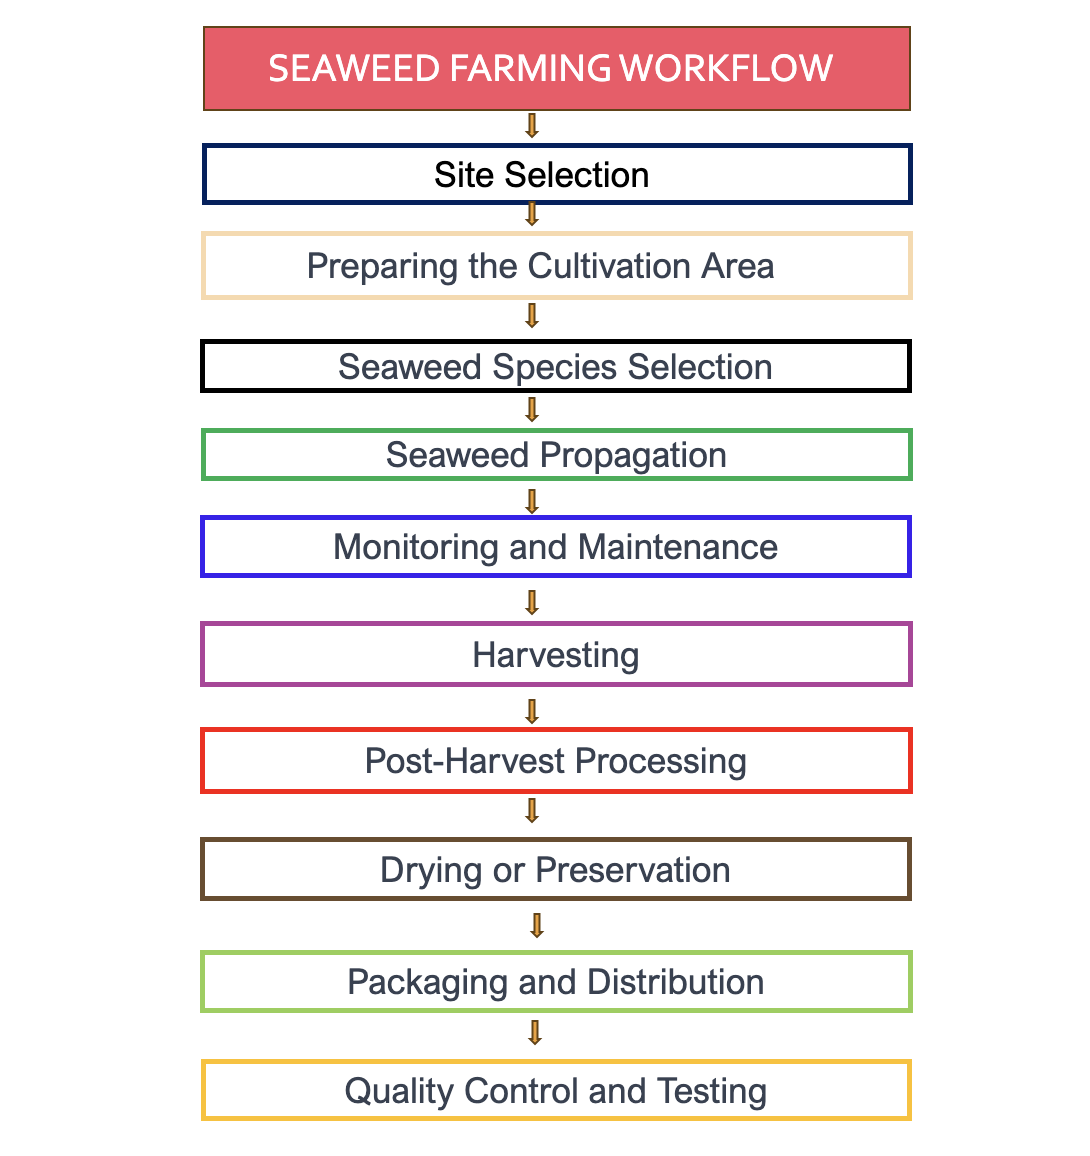 SEAWEED FARMING WORKFLOW
Site Selection
Preparing the Cultivation Area
Seaweed Species Selection
Seaweed Propagation
Monitoring and Maintenance
Harvesting
Post-Harvest Processing
Drying or Preservation
Packaging and Distribution
Quality Control and Testing